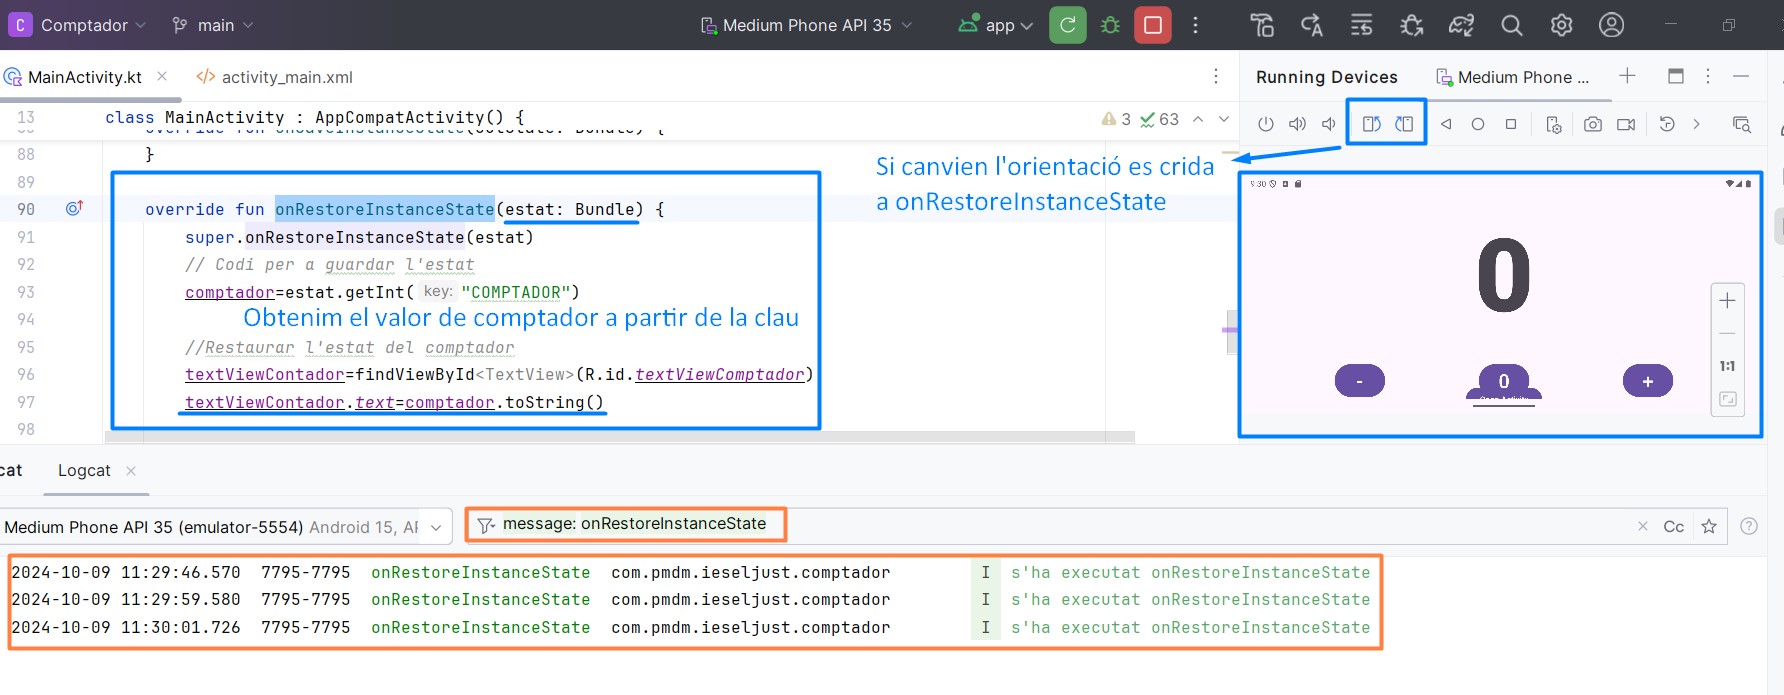 C Comptador main Medium Phone API 35 app
MainActivity.kt activity_main.xml
Running Devices Medium Phone ...
13 class MainActivity : AppCompatActivity() {
3 63
88 }
89
90 override fun onRestoreInstanceState(estat: Bundle) {
91 super.onRestoreInstanceState(estat)
92 // Codi per a guardar l'estat
93 comptador=estat.getInt( key: "COMPTADOR")
94
Obtenim el valor de comptador a partir de la clau
95 //Restaurar l'estat del comptador
96 textViewContador=findViewById<TextView>(R.id.textViewComptador)
97 textViewContador.text=comptador.toString()
98
Si canvien l'orientació es crida
a onRestoreInstanceState
9:30
0
- 0 +
1:1
cat Logcat
Medium Phone API 35 (emulator-5554) Android 15, AP
message: onRestoreInstanceState
Cc
2024-10-09 11:29:46.570 7795-7795 onRestoreInstanceState com.pmdm.ieseljust.comptador I s'ha executat onRestoreInstanceState
2024-10-09 11:29:59.580 7795-7795 onRestoreInstanceState com.pmdm.ieseljust.comptador I s'ha executat onRestoreInstanceState
2024-10-09 11:30:01.726 7795-7795 onRestoreInstanceState com.pmdm.ieseljust.comptador I s'ha executat onRestoreInstanceState